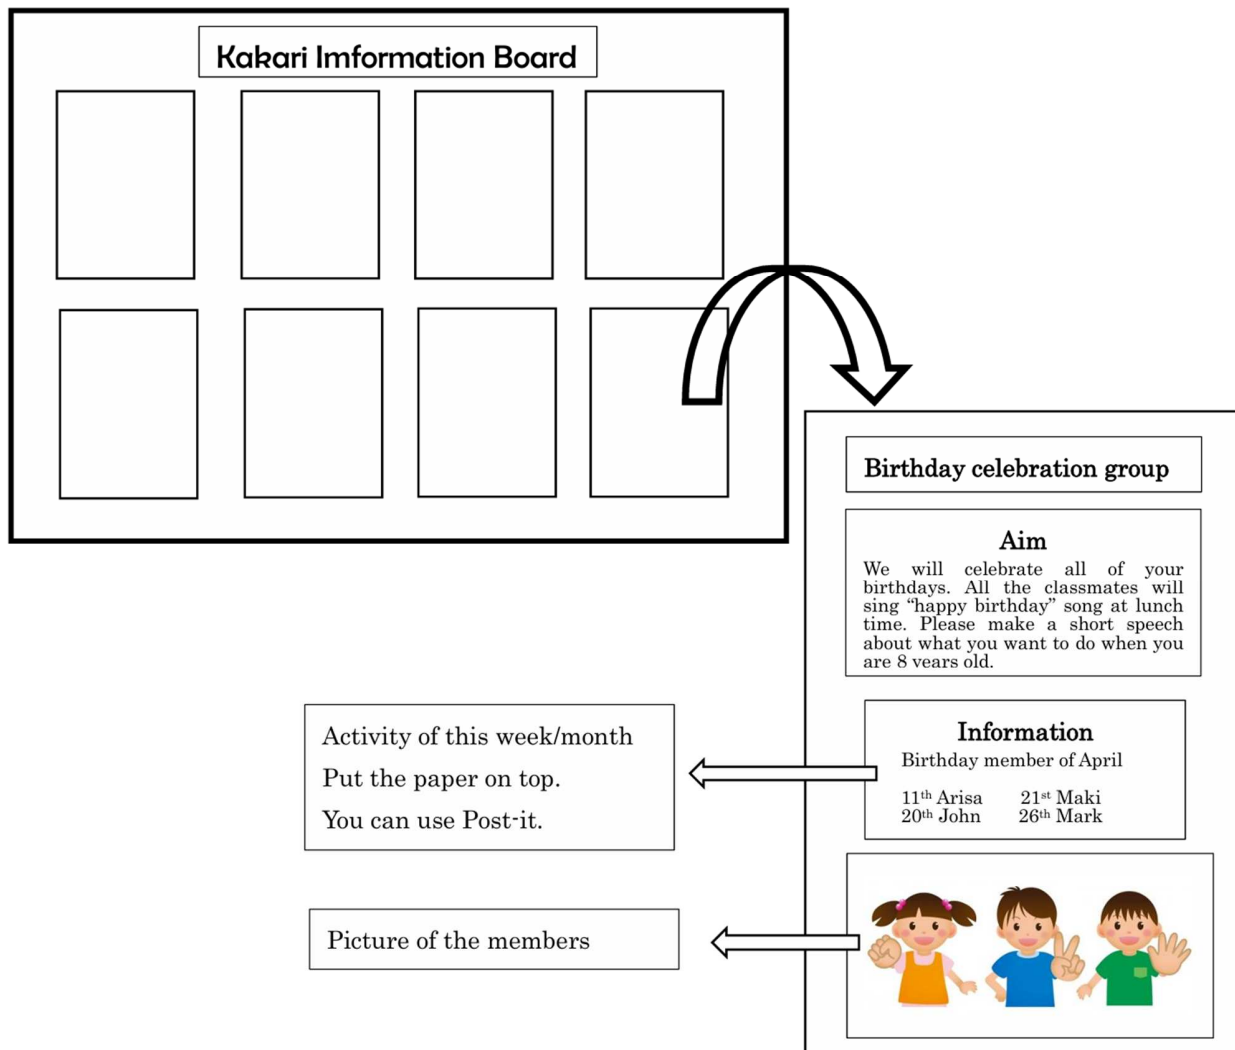 Kakari Imformation Board
Birthday celebration group
Aim
We will celebrate all of your
birthdays. All the classmates will
sing “happy birthday” song at lunch
time. Please make a short speech
about what you want to do when you
are 8 years old.
Activity of this week/month
Put the paper on top.
You can use Post-it.
Information
Birthday member of April
11th Arisa 21st Maki
20th John 26th Mark
Picture of the members